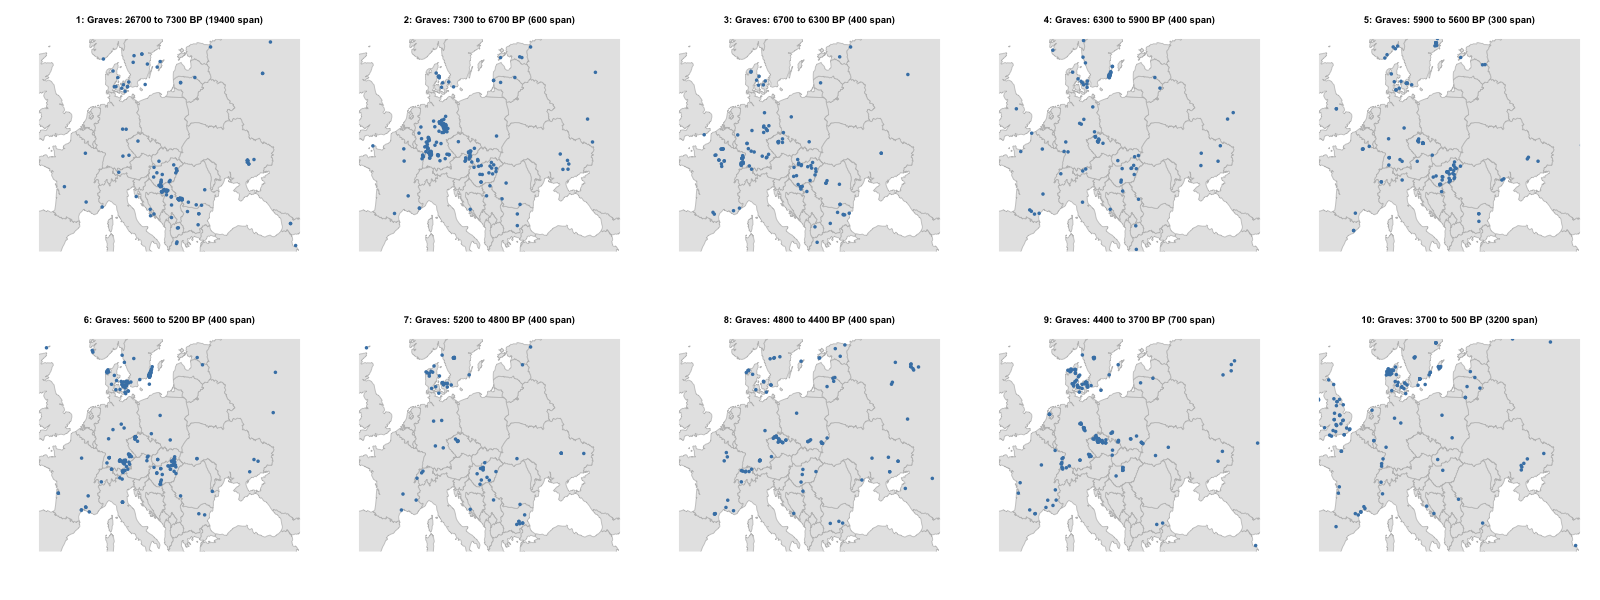 1: Graves: 26700 to 7300 BP (19400 span)
2: Graves: 7300 to 6700 BP (600 span)
3: Graves: 6700 to 6300 BP (400 span)
4: Graves: 6300 to 5900 BP (400 span)
5: Graves: 5900 to 5600 BP (300 span)
6: Graves: 5600 to 5200 BP (400 span)
7: Graves: 5200 to 4800 BP (400 span)
8: Graves: 4800 to 4400 BP (400 span)
9: Graves: 4400 to 3700 BP (700 span)
10: Graves: 3700 to 500 BP (3200 span)